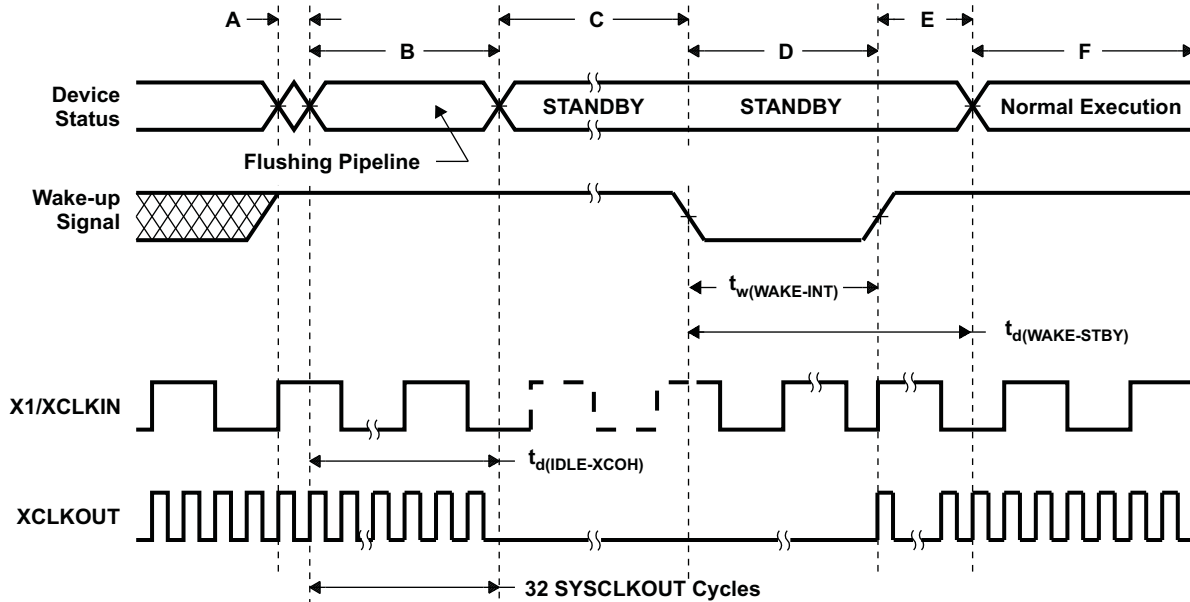 A
C
E
B
D
F
Device
Status
STANDBY
STANDBY
Normal Execution
Flushing Pipeline
Wake-up
Signal
tw(WAKE-INT)
td(WAKE-STBY)
X1/XCLKIN
td(IDLE-XCOH)
XCLKOUT
32 SYSCLKOUT Cycles